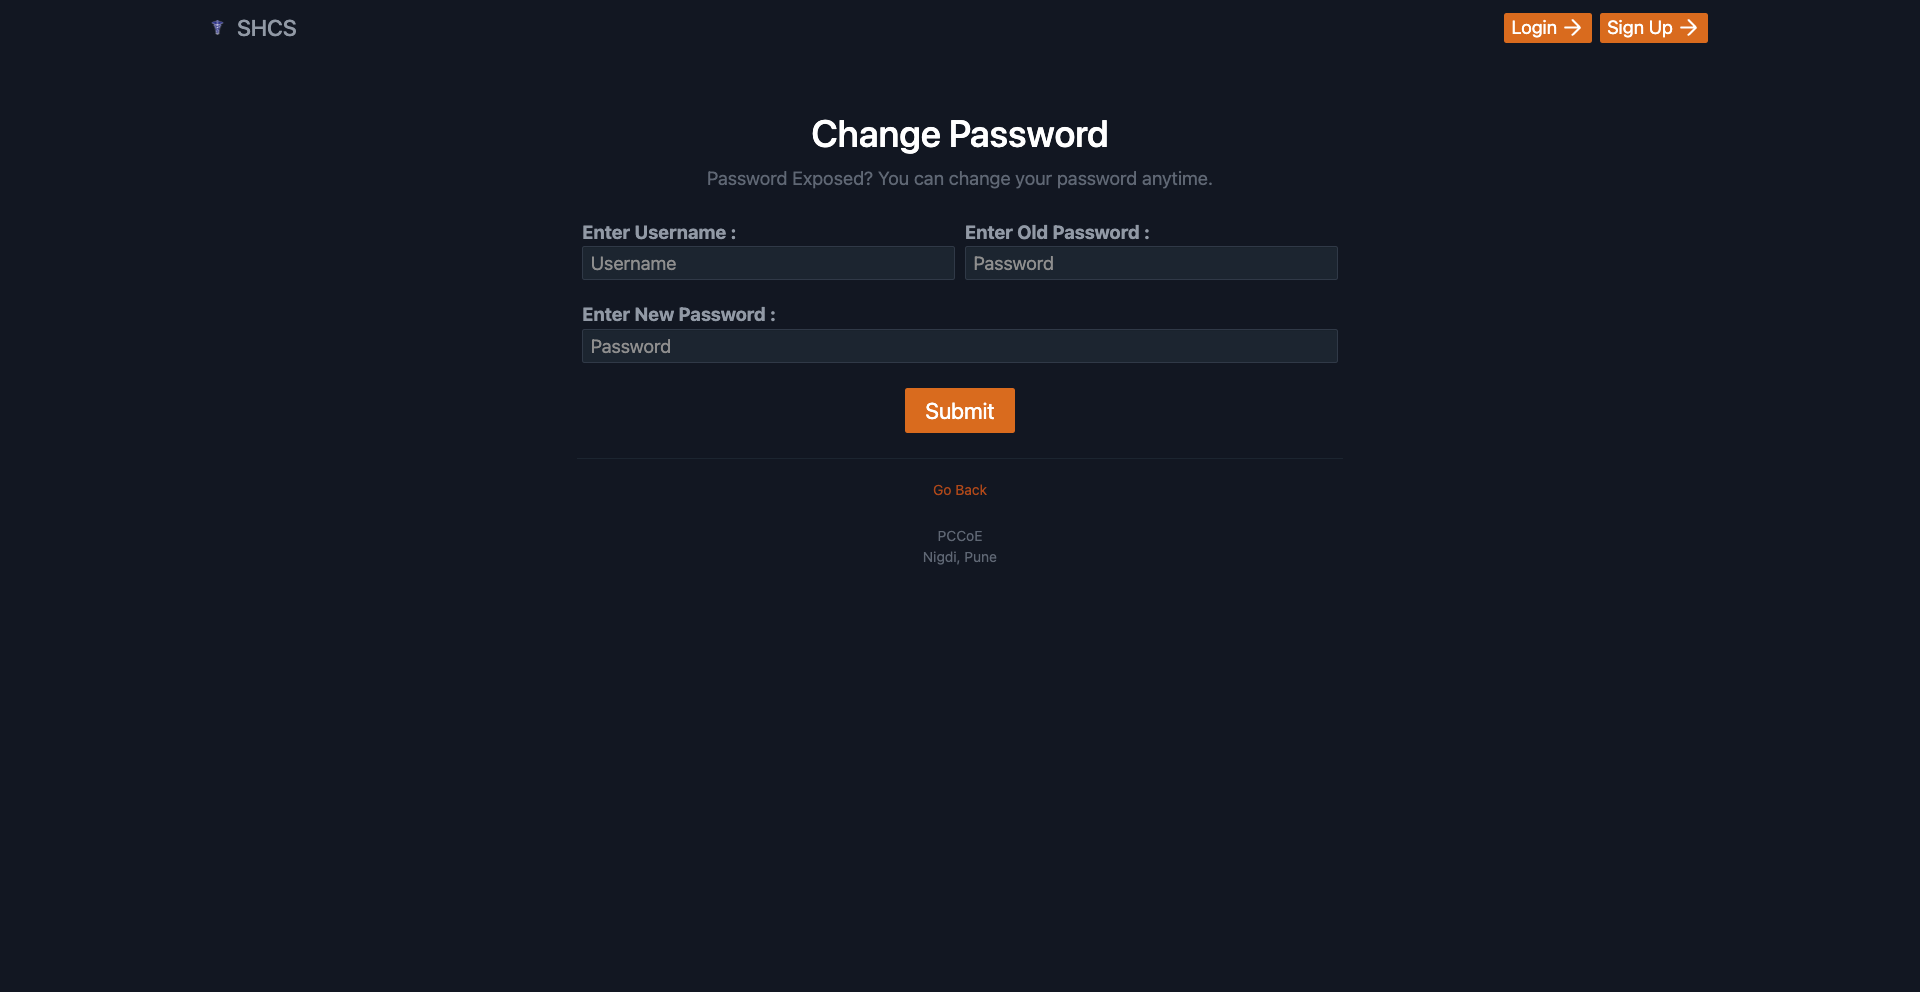 SHCS
Login
Sign Up
Change Password
Password Exposed? You can change your password anytime.
Enter Username :
Username
Enter Old Password :
Password
Enter New Password :
Password
Submit
Go Back
PCCoE
Nigdi, Pune